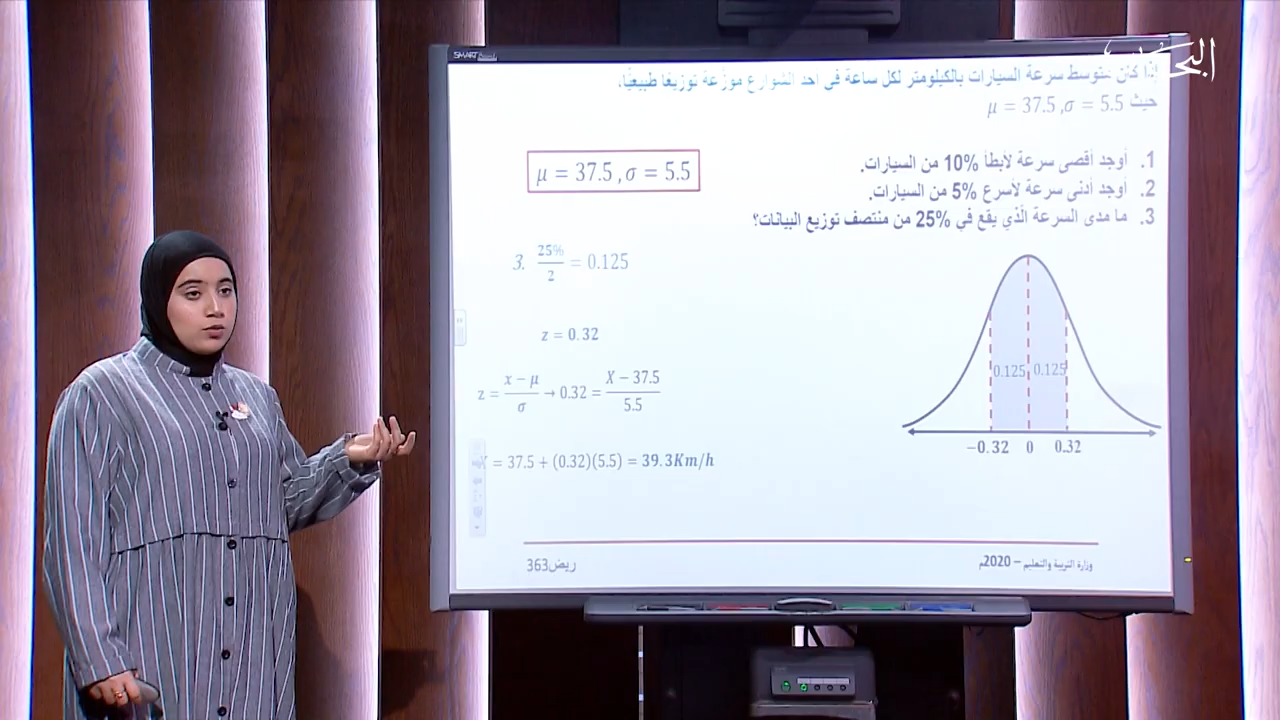 البحرين
SMART
إذا كان متوسط سرعة السيارات بالكيلومتر لكل ساعة في احد الشوارع موزعة توزيعًا طبيعيًا،
حيث μ = 37.5 ,σ = 5.5
μ = 37.5 , σ = 5.5
1. أوجد أقصى سرعة لأبطأ 10% من السيارات.
2. أوجد أدنى سرعة لأسرع 5% من السيارات.
3. ما مدى السرعة الذي يقع في 25% من منتصف توزيع البيانات؟
3. 25%/2 = 0.125
z = 0.32
z = x − μ/σ → 0.32 = X − 37.5/5.5
X = 37.5 + (0.32)(5.5) = 39.3Km/h
0.125 0.125
−0.32 0 0.32
وزارة التربية والتعليم – 2020م
ريض363